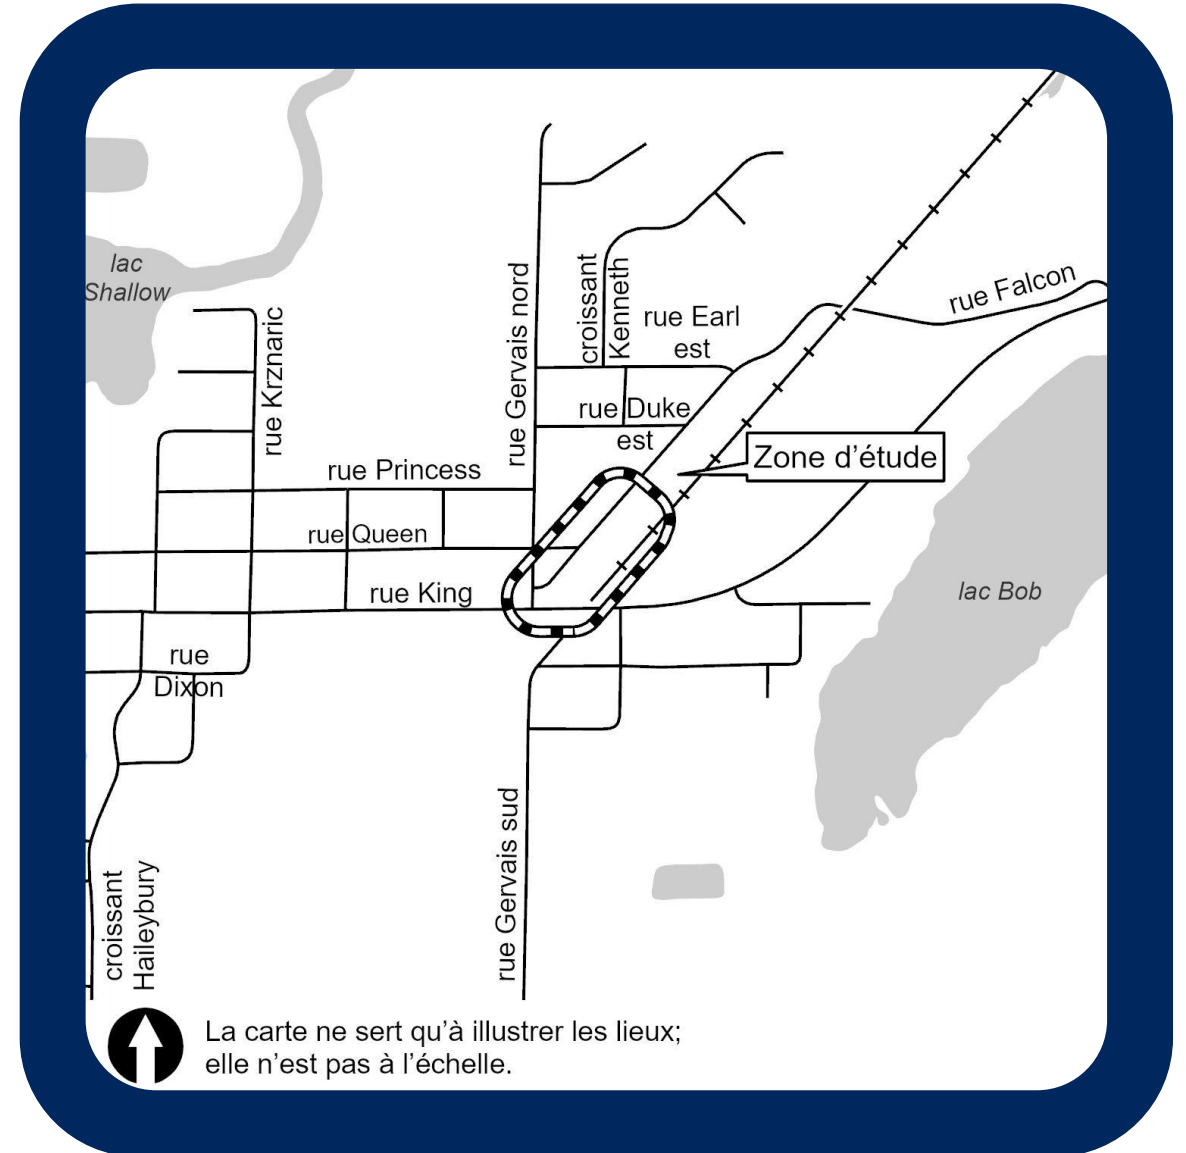 lac
Shallow
rue Krznaric
rue Gervais nord
croissant
Kenneth
rue Earl
est
rue Falcon
rue Duke
est
Zone d’étude
rue Princess
rue Queen
rue King
lac Bob
rue
Dixon
rue Gervais sud
croissant
Haileybury
La carte ne sert qu’à illustrer les lieux;
elle n’est pas à l’échelle.